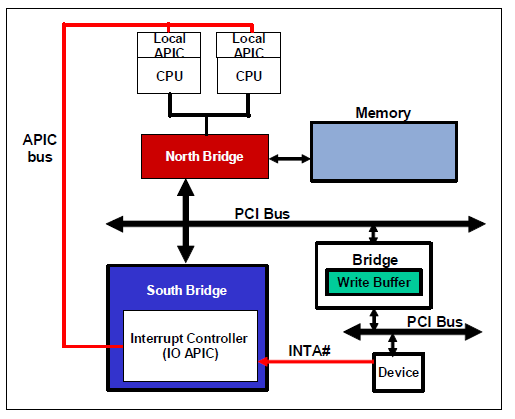 Local
APIC
CPU
Local
APIC
CPU
APIC
bus
North Bridge
Memory
PCI Bus
South Bridge
Interrupt Controller
(IO APIC)
Bridge
Write Buffer
PCI Bus
INTA#
Device